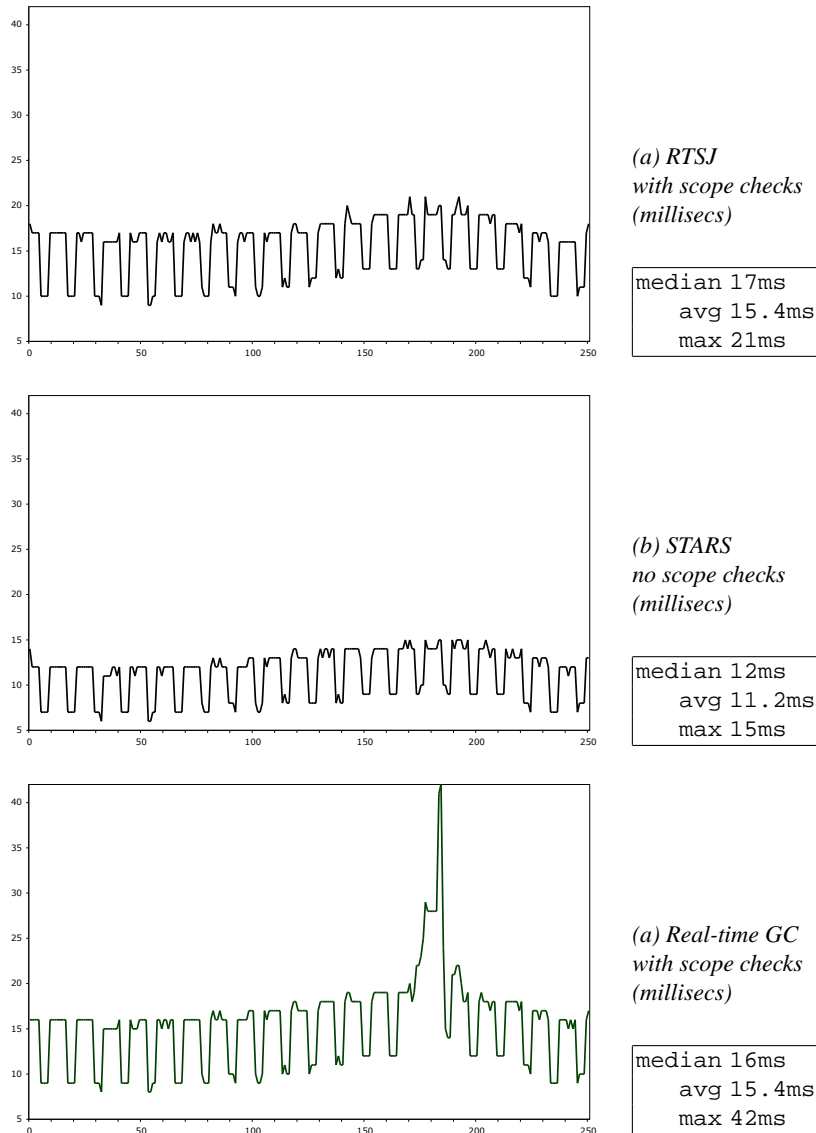 40
35
30
25
20
15
10
5
0 50 100 150 200 250
(a) RTSJ
with scope checks
(millisecs)
median 17ms
avg 15.4ms
max 21ms
40
35
30
25
20
15
10
5
0 50 100 150 200 250
(b) STARS
no scope checks
(millisecs)
median 12ms
avg 11.2ms
max 15ms
40
35
30
25
20
15
10
5
0 50 100 150 200 250
(a) Real-time GC
with scope checks
(millisecs)
median 16ms
avg 15.4ms
max 42ms